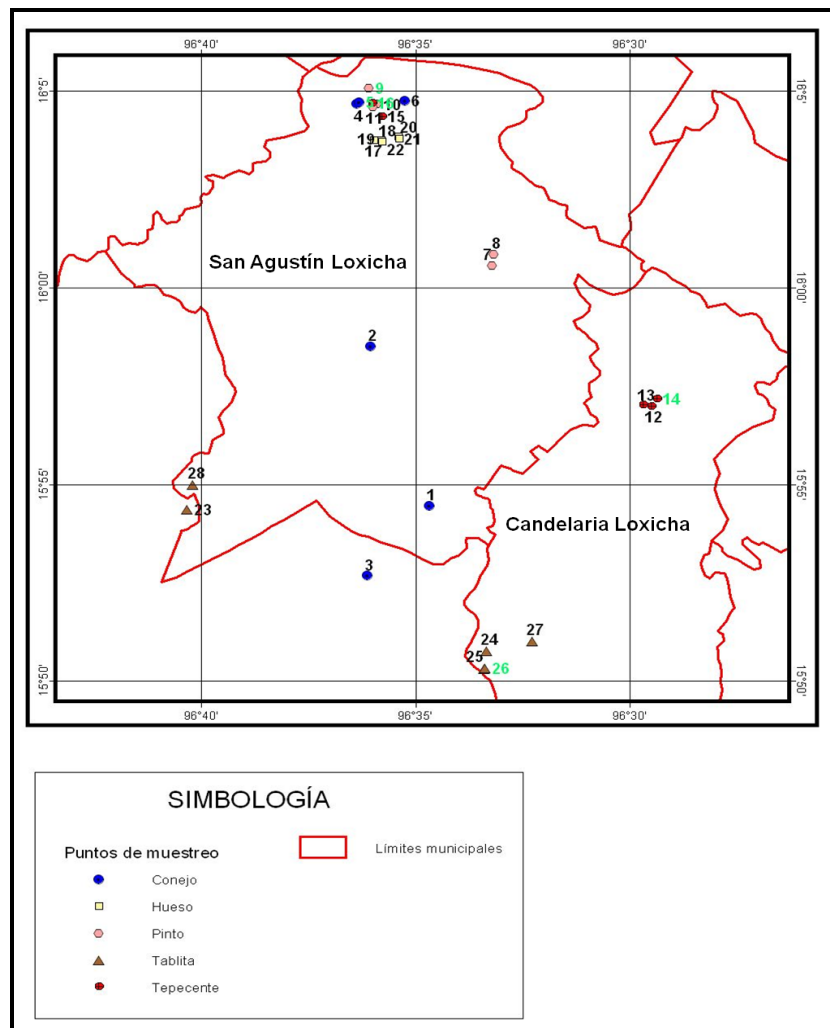 96°40' 96°35' 96°30'
16°5' 9 16°5'
5 16 10 6
4 11 15
18 20
19 21
17 22
8
San Agustín Loxicha 7
16°00' 16°00'
2
13 14
12
28
15°55' 15°55'
1
23
Candelaria Loxicha
3
27
24
25 26
15°50' 15°50'
96°40' 96°35' 96°30'
SIMBOLOGÍA
Puntos de muestreo
Límites municipales
Conejo
Hueso
Pinto
Tablita
Tepecente